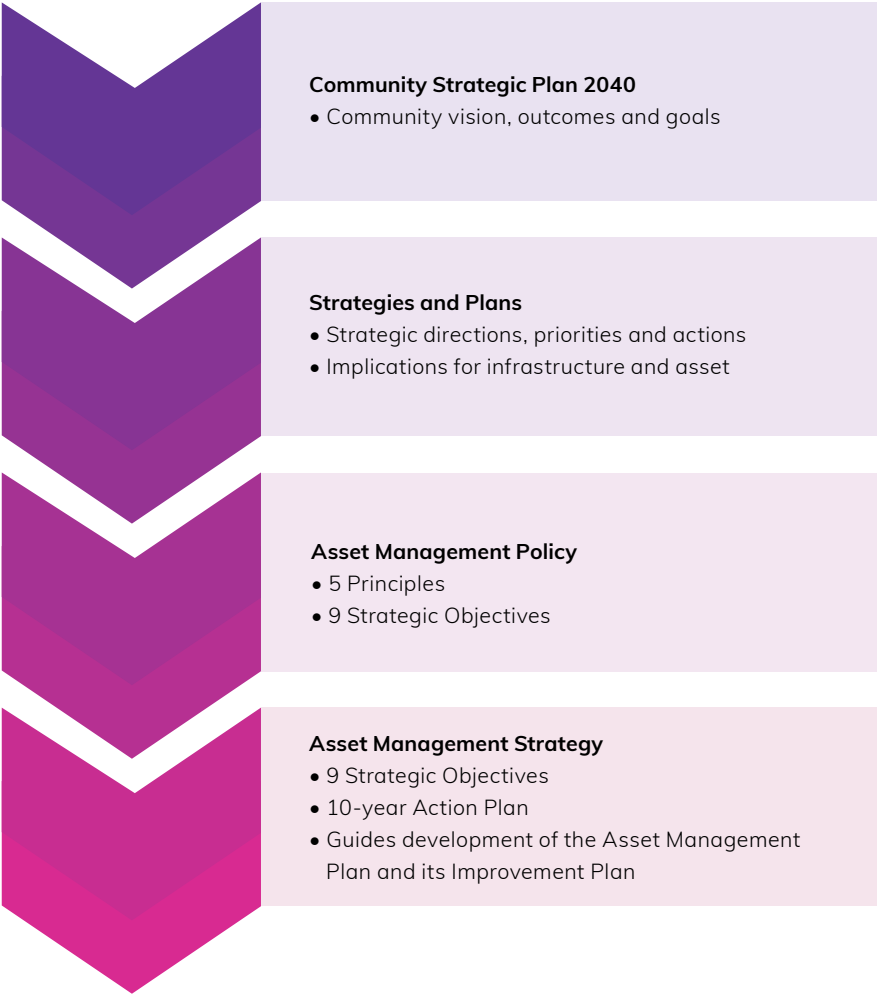 Community Strategic Plan 2040
• Community vision, outcomes and goals
Strategies and Plans
• Strategic directions, priorities and actions
• Implications for infrastructure and asset
Asset Management Policy
• 5 Principles
• 9 Strategic Objectives
Asset Management Strategy
• 9 Strategic Objectives
• 10-year Action Plan
• Guides development of the Asset Management
Plan and its Improvement Plan